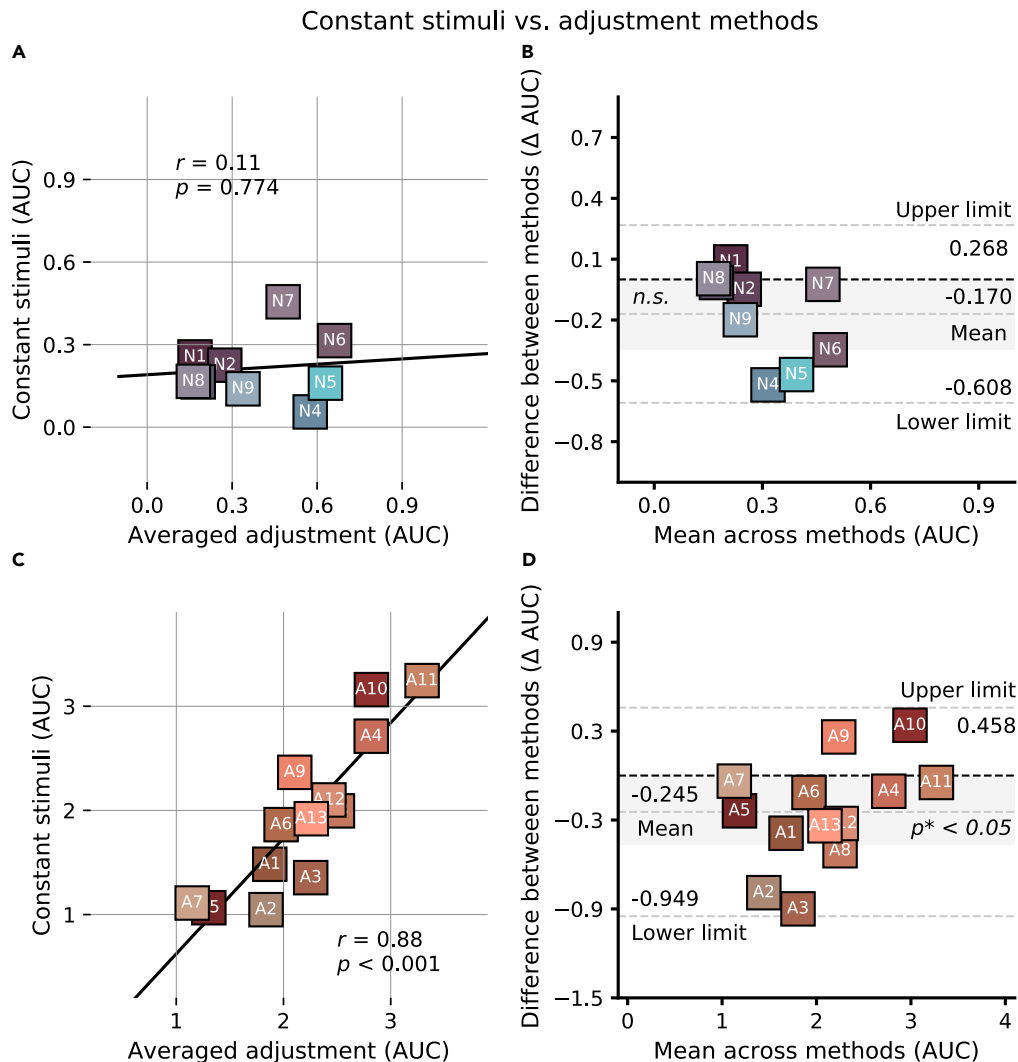 Constant stimuli vs. adjustment methods
A
Constant stimuli (AUC)
0.9
0.6
0.3
0.0
r = 0.11
p = 0.774
N7
N6
N1
N2
N8
N9
N5
N4
0.0 0.3 0.6 0.9
Averaged adjustment (AUC)
B
Difference between methods (Δ AUC)
0.7
0.4
0.1
−0.2
−0.5
−0.8
Upper limit
0.268
N1
N8
N2
N7
n.s.
-0.170
N9
Mean
N6
N5
N4
-0.608
Lower limit
0.0 0.3 0.6 0.9
Mean across methods (AUC)
C
Constant stimuli (AUC)
3
2
1
A10
A11
A4
A9
A12
A6
A13
A1
A3
A7
5
A2
r = 0.88
p < 0.001
1 2 3
Averaged adjustment (AUC)
D
Difference between methods (Δ AUC)
0.9
0.3
−0.3
−0.9
−1.5
Upper limit
0.458
A10
A9
A7
A11
A6
A4
-0.245
A5
Mean
A13
12
A1
p* < 0.05
A8
A2
-0.949
A3
Lower limit
0 1 2 3 4
Mean across methods (AUC)